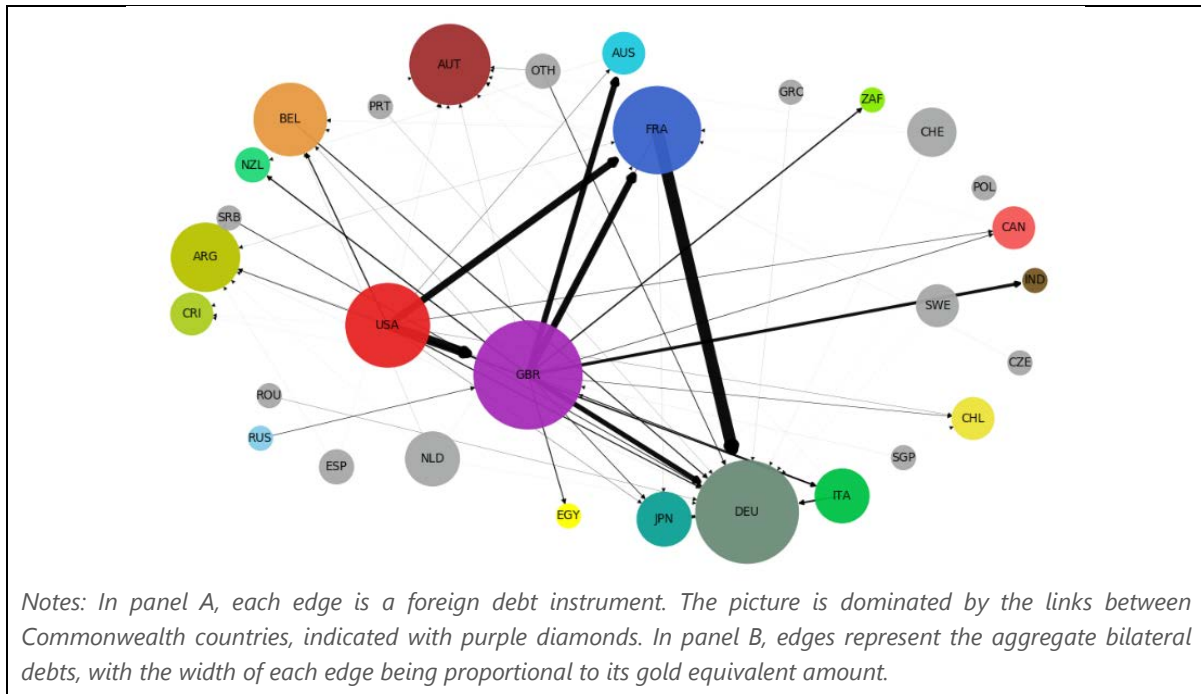 AUT
OTH
AUS
PRT
GRC
ZAF
BEL
FRA
CHE
NZL
POL
SRB
CAN
ARG
IND
CRI
USA
SWE
GBR
CZE
ROU
CHL
RUS
ESP
NLD
SGP
EGY
JPN
DEU
ITA
Notes: In panel A, each edge is a foreign debt instrument. The picture is dominated by the links between
Commonwealth countries, indicated with purple diamonds. In panel B, edges represent the aggregate bilateral
debts, with the width of each edge being proportional to its gold equivalent amount.